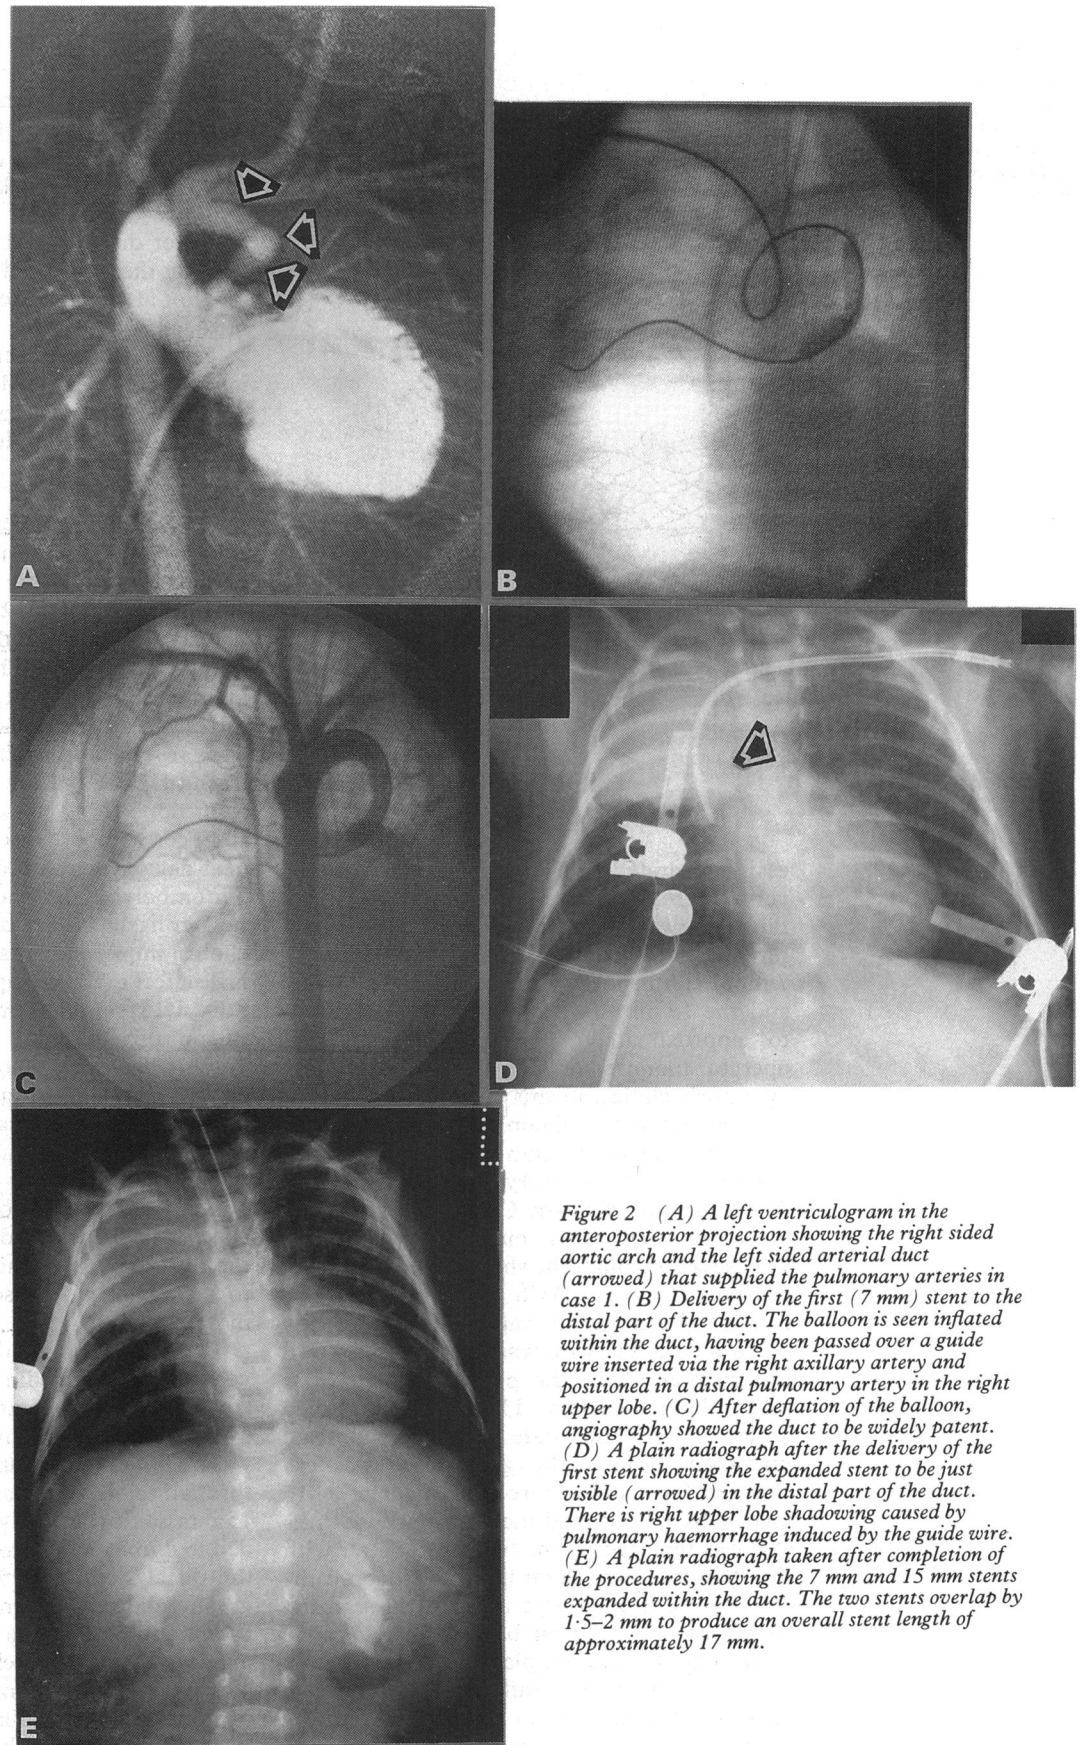 A
B
C
D
E
Figure 2 (A) A left ventriculogram in the
anteroposterior projection showing the right sided
aortic arch and the left sided arterial duct
(arrowed) that supplied the pulmonary arteries in
case 1. (B) Delivery of the first (7 mm) stent to the
distal part of the duct. The balloon is seen inflated
within the duct, having been passed over a guide
wire inserted via the right axillary artery and
positioned in a distal pulmonary artery in the right
upper lobe. (C) After deflation of the balloon,
angiography showed the duct to be widely patent.
(D) A plain radiograph after the delivery of the
first stent showing the expanded stent to be just
visible (arrowed) in the distal part of the duct.
There is right upper lobe shadowing caused by
pulmonary haemorrhage induced by the guide wire.
(E) A plain radiograph taken after completion of
the procedures, showing the 7 mm and 15 mm stents
expanded within the duct. The two stents overlap by
1·5–2 mm to produce an overall stent length of
approximately 17 mm.